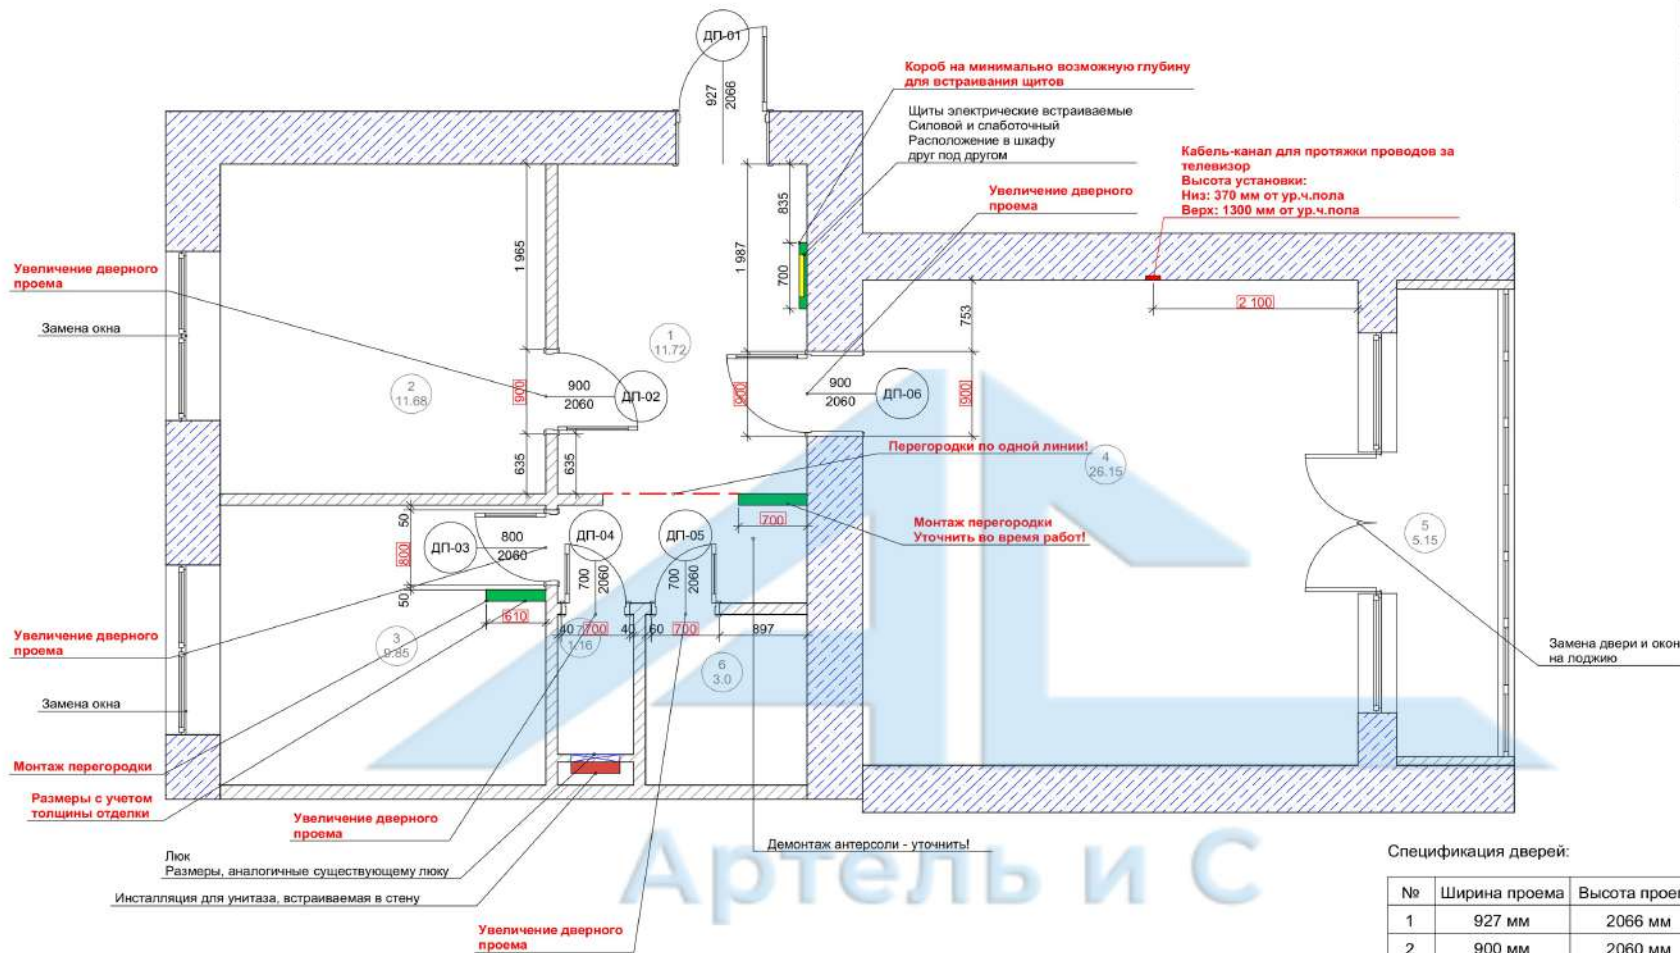 ДП-01
927
2066
Короб на минимально возможную глубину
для встраивания щитов
Щиты электрические встраиваемые
Силовой и слаботочный
Расположение в шкафу
друг под другом
Кабель-канал для протяжки проводов за
телевизор
Высота установки:
Низ: 370 мм от ур.ч.пола
Верх: 1300 мм от ур.ч.пола
Увеличение дверного
проема
835
1 965
1 987
700
Увеличение дверного
проема
2 100
753
Замена окна
1
11.72
2
11.68
900
900
2060
ДП-02
900
900
2060
ДП-06
900
635
635
Перегородки по одной линии!
4
26.15
50
800
50
ДП-03
800
2060
ДП-04
ДП-05
700
Монтаж перегородки
Уточнить во время работ!
5
5.15
700
2060
700
2060
610
40
700
40
60
700
897
1.16
3
9.85
6
3.0
Увеличение дверного
проема
Замена двери и окон
на лоджию
Замена окна
Монтаж перегородки
Размеры с учетом
толщины отделки
Увеличение дверного
проема
Люк
Размеры, аналогичные существующему люку
Демонтаж антерсоли - уточнить!
Инсталляция для унитаза, встраиваемая в стену
Увеличение дверного
проема
Артель и С
Спецификация дверей:
№ Ширина проема Высота
1 927 мм 2066 мм
2 900 мм 2060 мм